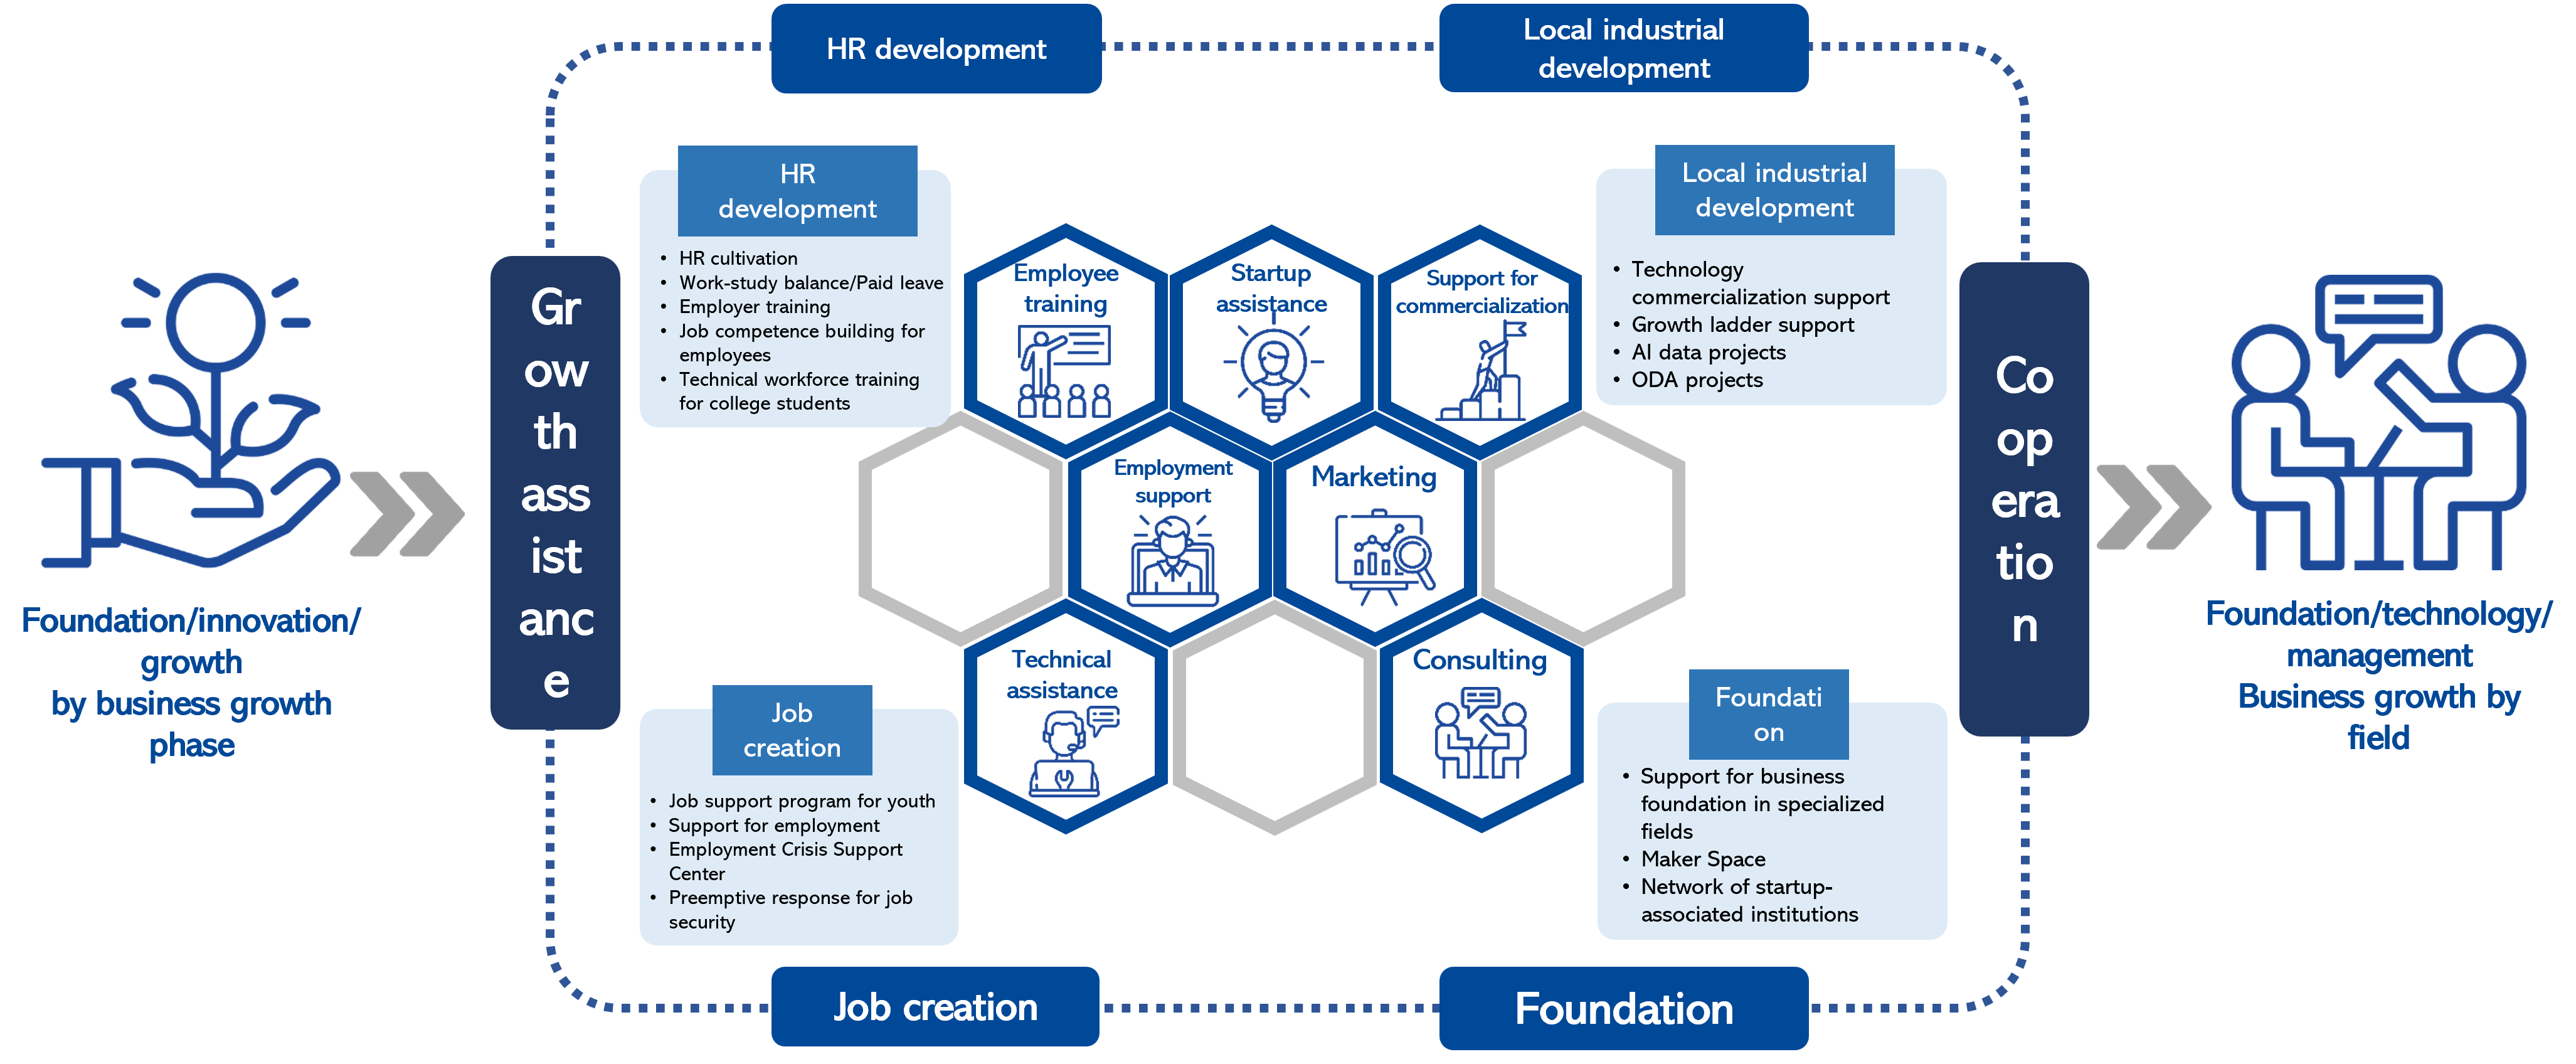 HR development
Local industrial
development
HR
development
• HR cultivation
• Work-study balance/Paid leave
• Employer training
• Job competence building for
employees
• Technical workforce training
for college students
Local industrial
development
• Technology
commercialization support
• Growth ladder support
• AI data projects
• ODA projects
Employee
training
Startup
assistance
Support for
commercialization
Employment
support
Marketing
Technical
assistance
Consulting
Gr
ow
th
ass
ist
anc
e
Co
op
era
tio
n
Foundation/innovation/
growth
by business growth
phase
Foundation/technology/
management
Business growth by
field
Job
creation
• Job support program for youth
• Support for employment
• Employment Crisis Support
Center
• Preemptive response for job
security
Foundati
on
• Support for business
foundation in specialized
fields
• Maker Space
• Network of startup-
associated institutions
Job creation
Foundation